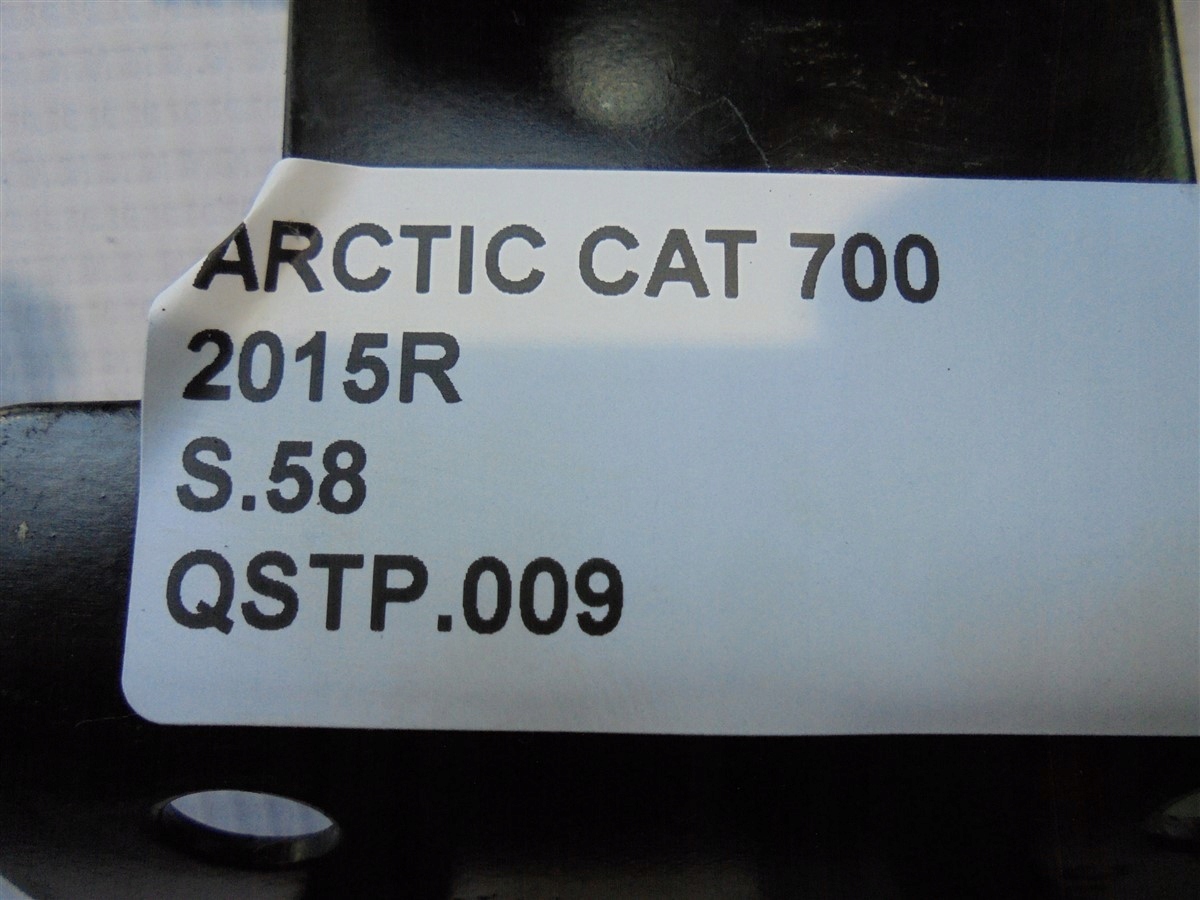 ARCTIC CAT 700
2015R
S.58
QSTP.009